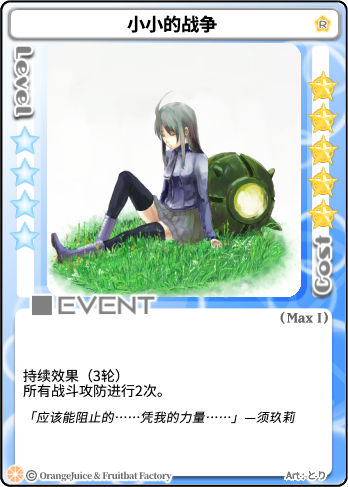 小小的战争
R
Level
Cost
EVENT
(Max 1)
持续效果（3轮）
所有战斗攻防进行2次。
「应该能阻止的……凭我的力量……」—须玖莉
© OrangeJuice & Fruitbat Factory
Art : とり